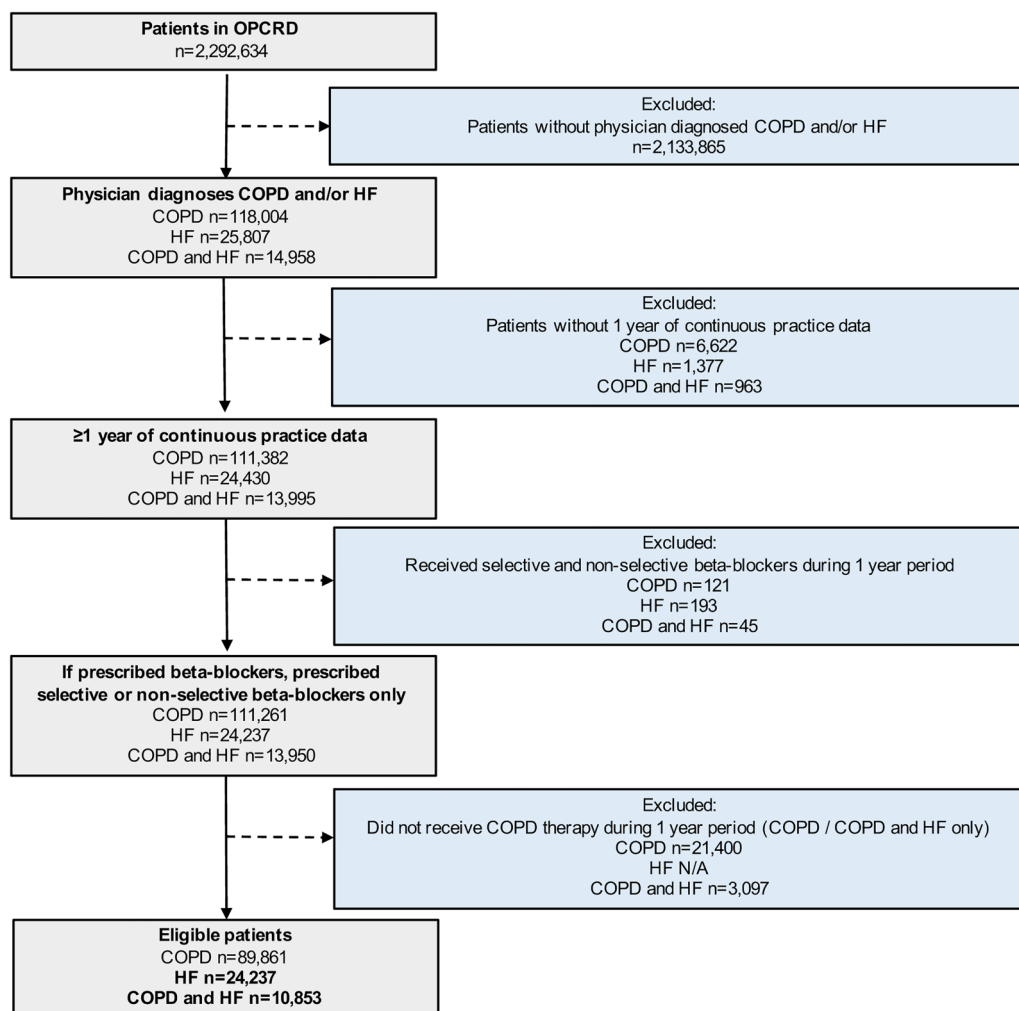 Patients in OPCRD
n=2,292,634
Excluded:
Patients without physician diagnosed COPD and/or HF
n=2,133,865
Physician diagnoses COPD and/or HF
COPD n=118,004
HF n=25,807
COPD and HF n=14,958
Excluded:
Patients without 1 year of continuous practice data
COPD n=6,622
HF n=1,377
COPD and HF n=963
≥1 year of continuous practice data
COPD n=111,382
HF n=24,430
COPD and HF n=13,995
Excluded:
Received selective and non-selective beta-blockers during 1 year period
COPD n=121
HF n=193
COPD and HF n=45
If prescribed beta-blockers, prescribed
selective or non-selective beta-blockers only
COPD n=111,261
HF n=24,237
COPD and HF n=13,950
Excluded:
Did not receive COPD therapy during 1 year period (COPD / COPD and HF only)
COPD n=21,400
HF N/A
COPD and HF n=3,097
Eligible patients
COPD n=89,861
HF n=24,237
COPD and HF n=10,853